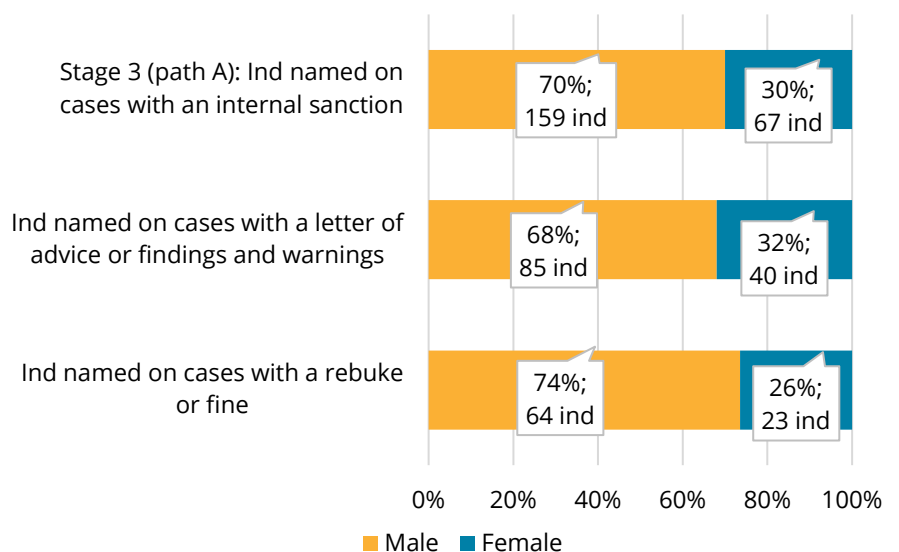 Stage 3 (path A): Ind named on
cases with an internal sanction
70%;
159 ind
30%;
67 ind
Ind named on cases with a letter of
advice or findings and warnings
68%;
85 ind
32%;
40 ind
Ind named on cases with a rebuke
or fine
74%;
64 ind
26%;
23 ind
0% 20% 40% 60% 80% 100%
Male Female